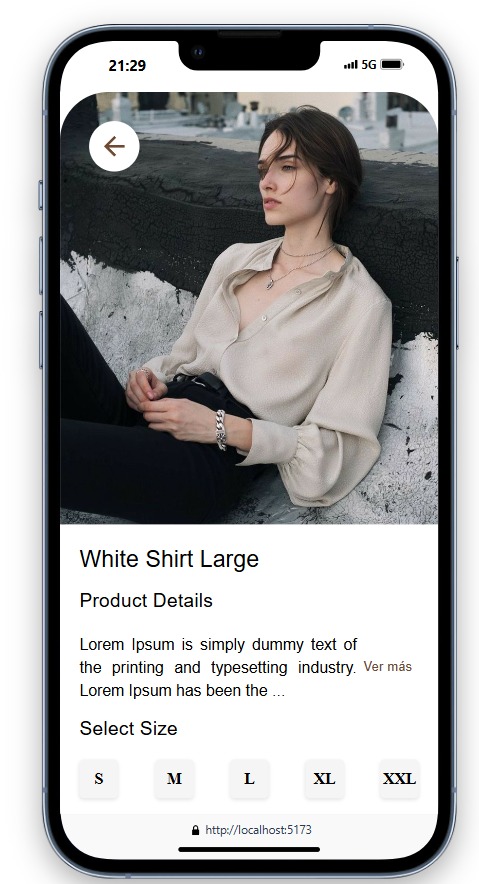 21:29
5G
White Shirt Large
Product Details
Lorem Ipsum is simply dummy text of
the printing and typesetting industry. Ver más
Lorem Ipsum has been the ...
Select Size
S M L XL XXL
http://localhost:5173